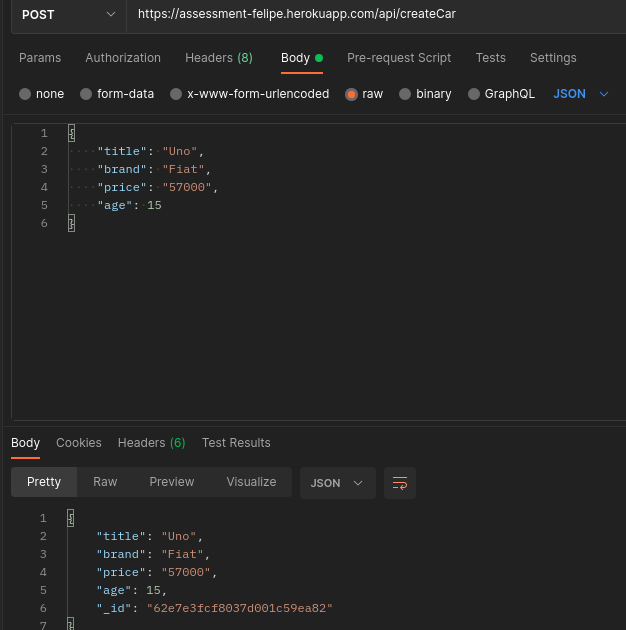 POST https://assessment-felipe.herokuapp.com/api/createCar
Params Authorization Headers (8) Body Pre-request Script Tests Settings
none form-data x-www-form-urlencoded raw binary GraphQL JSON
1 {
2 "title": "Uno",
3 "brand": "Fiat",
4 "price": "57000",
5 "age": 15
6 }
Body Cookies Headers (6) Test Results
Pretty Raw Preview Visualize JSON
1 {
2 "title": "Uno",
3 "brand": "Fiat",
4 "price": "57000",
5 "age": 15,
6 "_id": "62e7e3fcf8037d001c59ea82"
7 }